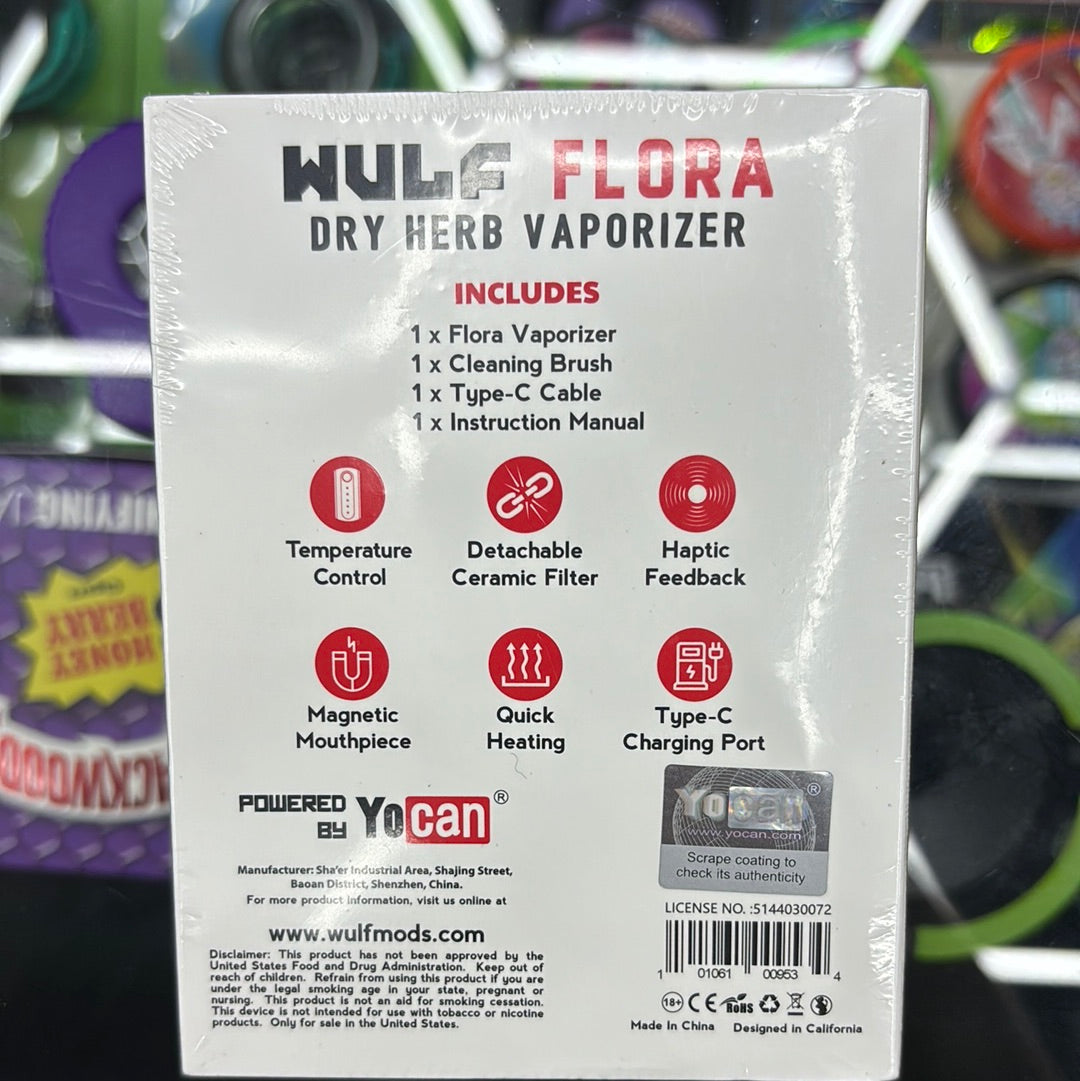 WULF FLORA
DRY HERB VAPORIZER
INCLUDES
1 x Flora Vaporizer
1 x Cleaning Brush
1 x Type-C Cable
1 x Instruction Manual
Temperature
Control
Detachable
Ceramic Filter
Haptic
Feedback
Magnetic
Mouthpiece
Quick
Heating
Type-C
Charging Port
POWERED
BY Yocan®
Manufacturer: Sha'er Industrial Area, Shajing Street,
Baoan District, Shenzhen, China.
For more product information, visit us online at
www.wulfmods.com
Disclaimer: This product has not been approved by the
United States Food and Drug Administration. Keep out of
reach of children. Refrain from using this product if you are
under the legal smoking age in your state, pregnant or
nursing. This product is not an aid for smoking cessation.
This device is not intended for use with tobacco or nicotine
products. Only for sale in the United States.
Yocan®
www.yocan.com
Scrape coating to
check its authenticity
LICENSE NO. :5144030072
1 01061 00953 4
18+ CE RoHS
Made In China Designed in California
HONEY
BERRY